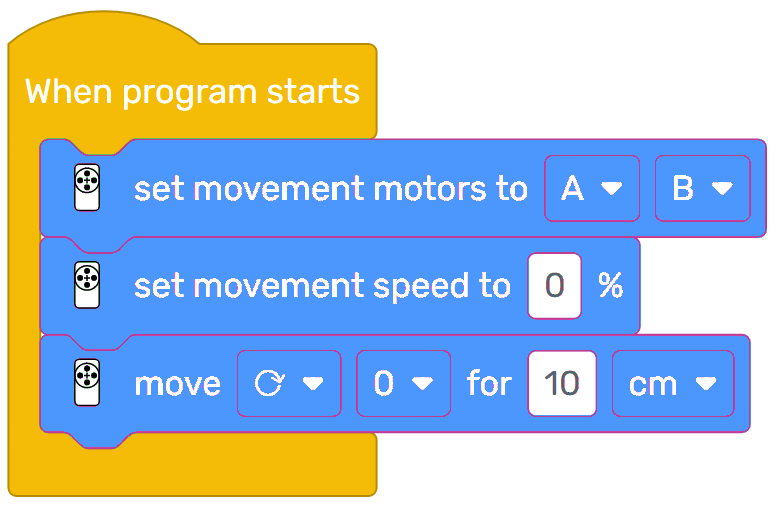 When program starts
set movement motors to A B
set movement speed to 0 %
move 0 for 10 cm